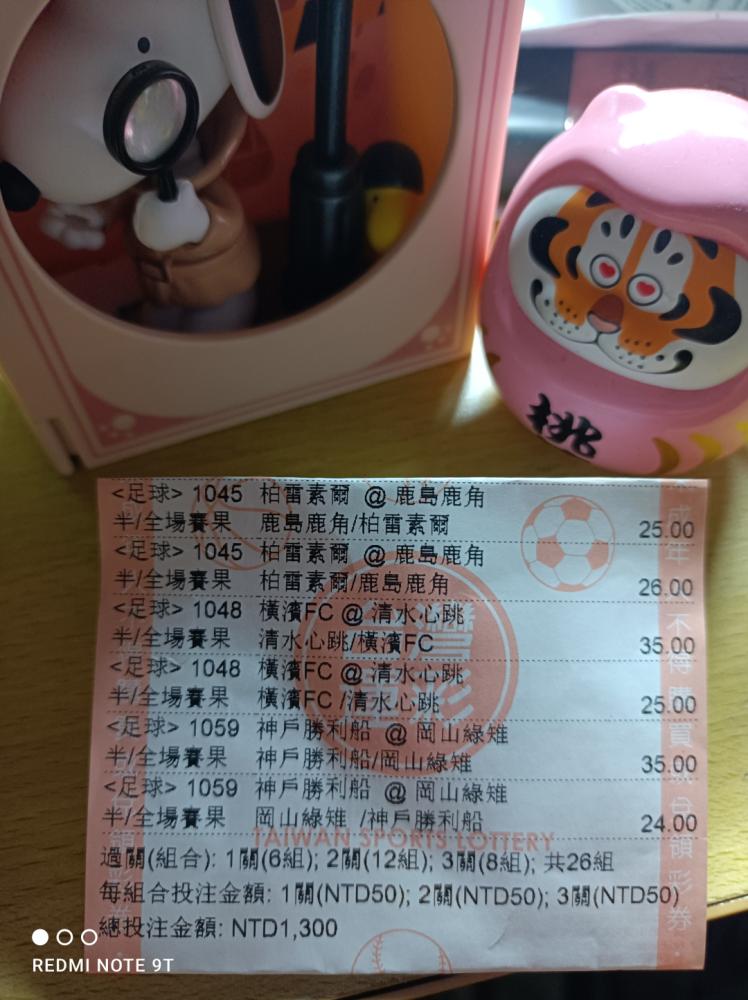 桃
<足球> 1045 柏雷素爾 @ 鹿島鹿角
半/全場賽果 鹿島鹿角/柏雷素爾 25.00
<足球> 1045 柏雷素爾 @ 鹿島鹿角
半/全場賽果 柏雷素爾/鹿島鹿角 26.00
<足球> 1048 橫濱FC @ 清水心跳
半/全場賽果 清水心跳/橫濱FC 35.00
<足球> 1048 橫濱FC @ 清水心跳
半/全場賽果 橫濱FC /清水心跳 25.00
<足球> 1059 神戶勝利船 @ 岡山綠雉
半/全場賽果 神戶勝利船/岡山綠雉 35.00
<足球> 1059 神戶勝利船 @ 岡山綠雉
半/全場賽果 岡山綠雉 /神戶勝利船 24.00
TAIWAN SPORTS LOTTERY
過關(組合): 1關(6組); 2關(12組); 3關(8組); 共26組
每組合投注金額: 1關(NTD50); 2關(NTD50); 3關(NTD50)
總投注金額: NTD1,300
REDMI NOTE 9T